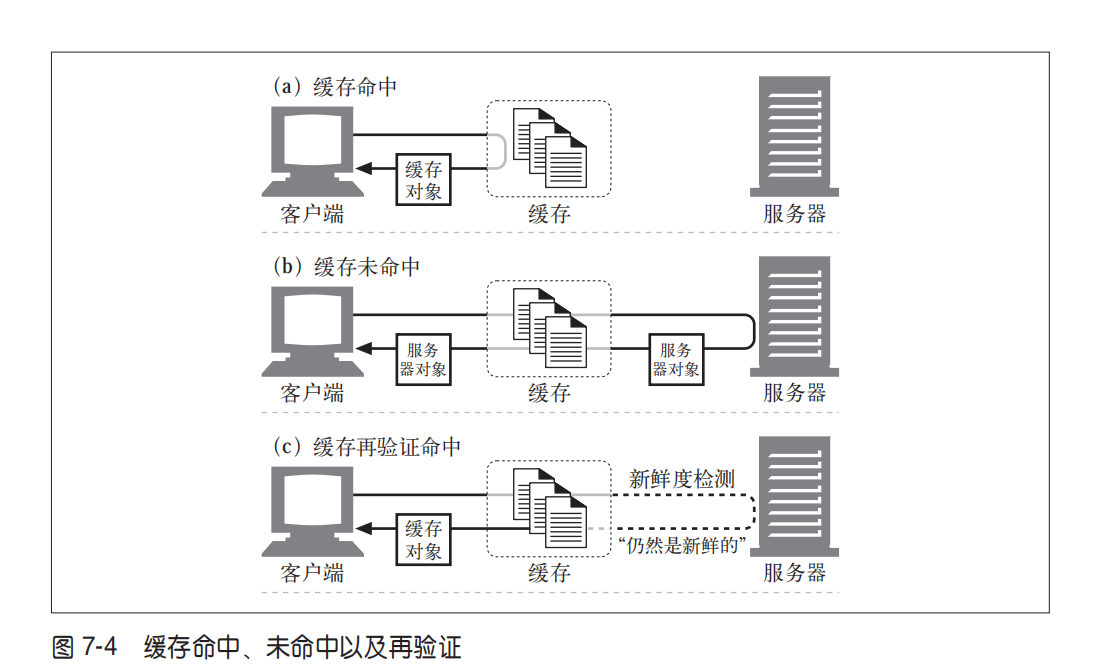 (a) 缓存命中
缓存
对象
客户端
缓存
服务器
(b) 缓存未命中
服务
器对象
服务
器对象
客户端
缓存
服务器
(c) 缓存再验证命中
新鲜度检测
缓存
对象
“仍然是新鲜的”
客户端
缓存
服务器
图 7-4 缓存命中、未命中以及再验证